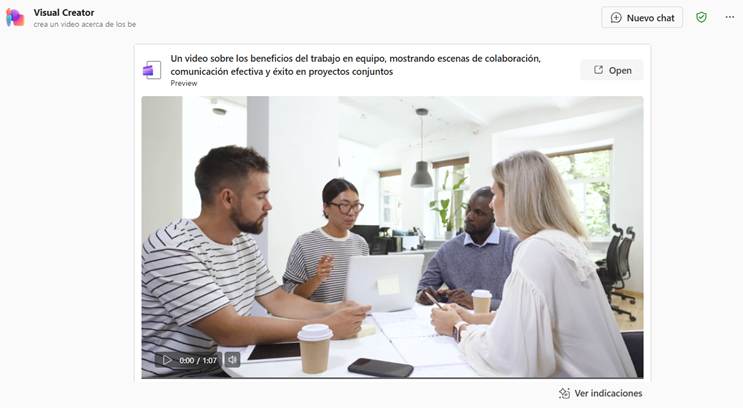 Visual Creator
crea un video acerca de los be
Nuevo chat
Un video sobre los beneficios del trabajo en equipo, mostrando escenas de colaboración,
comunicación efectiva y éxito en proyectos conjuntos
Preview
Open
0:00 / 1:07
Ver indicaciones